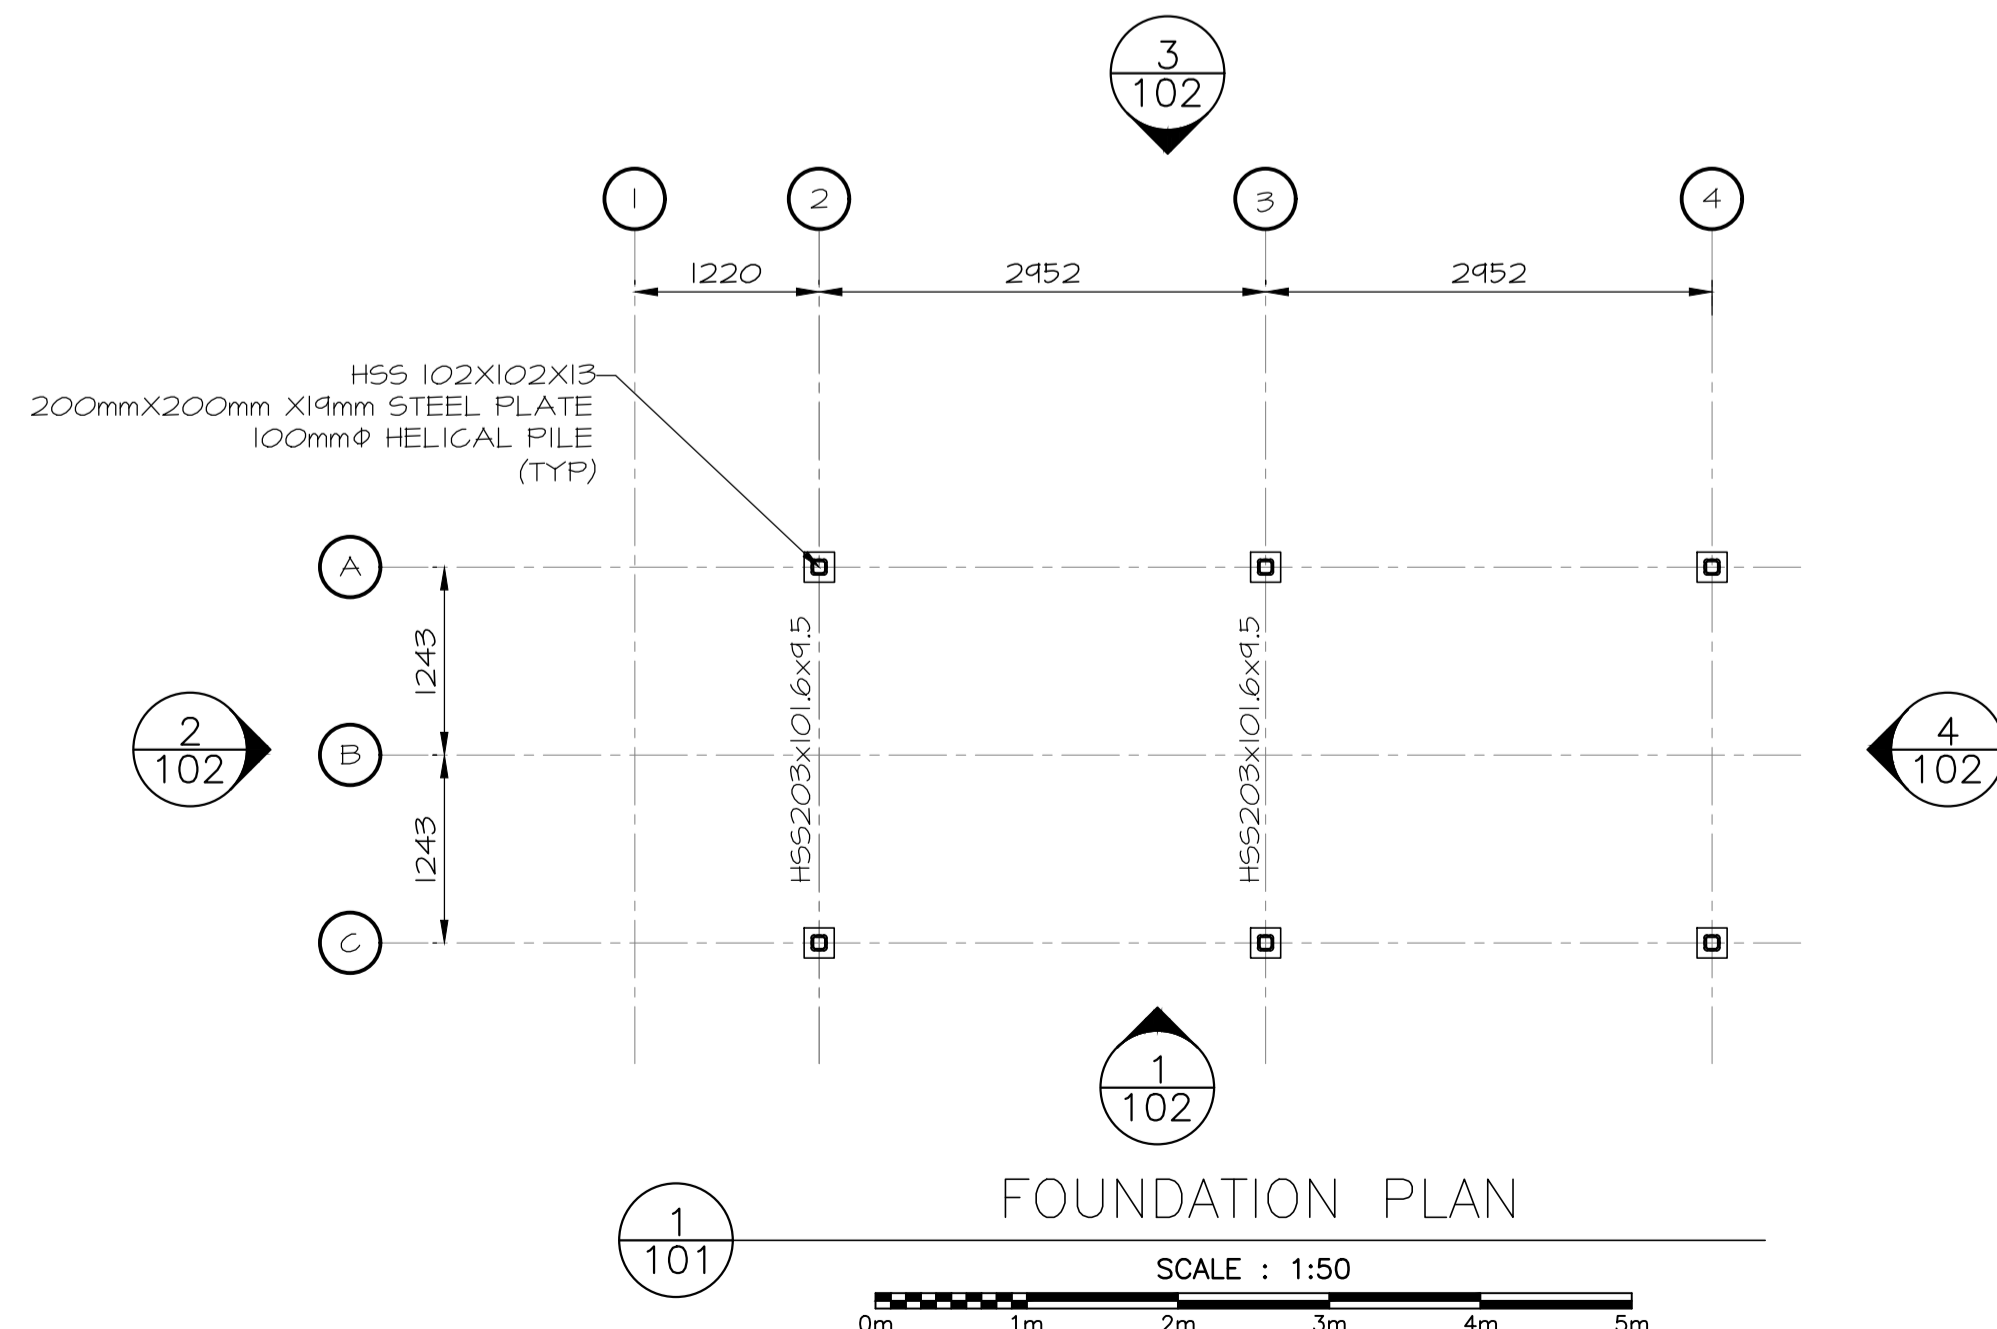 3
102
1 2 3 4
1220 2952 2952
HSS 102X102X13
200mmX200mm X19mm STEEL PLATE
100mmΦ HELICAL PILE
(TYP)
A
1243
HSS203x101.6x9.5
HSS203x101.6x9.5
2
102
B
4
102
1243
C
1
102
FOUNDATION PLAN
1
101
SCALE : 1:50
0m 1m 2m 3m 4m 5m